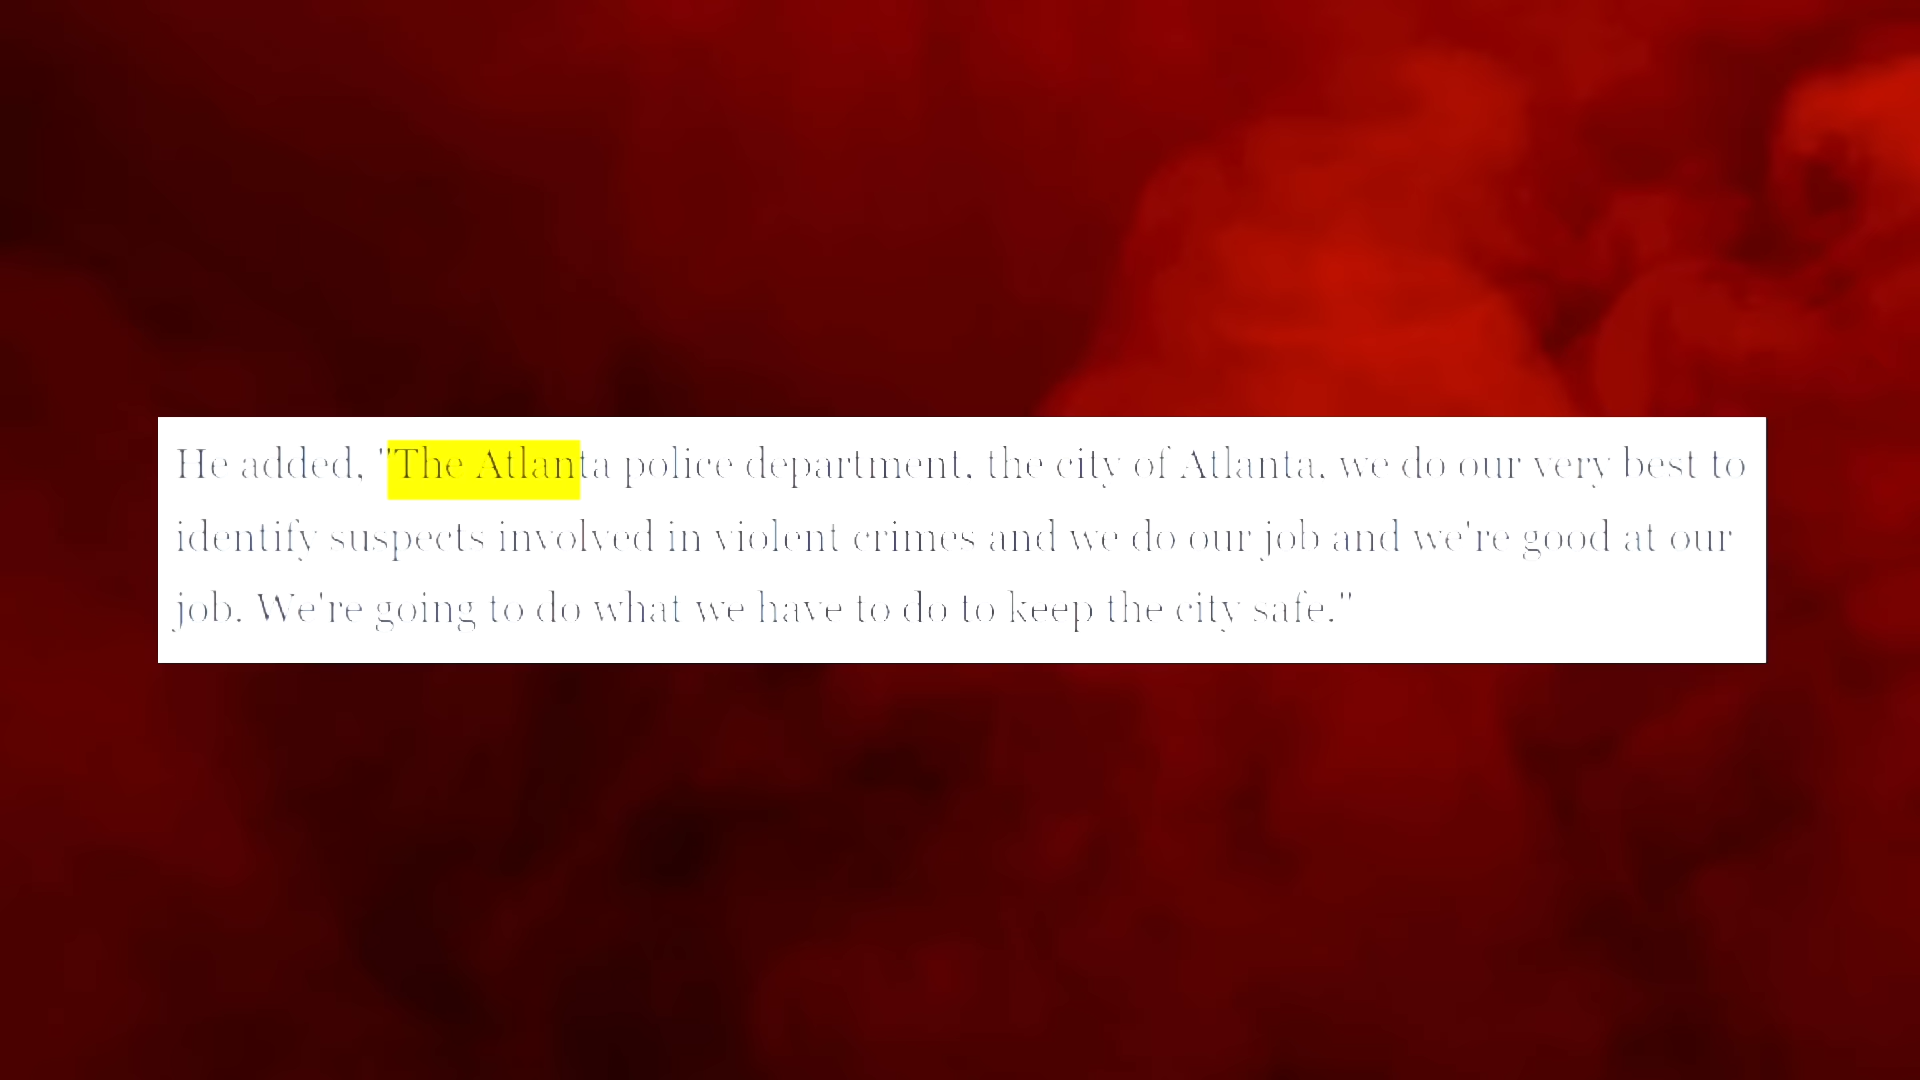 He added, "The Atlanta police department, the city of Atlanta, we do our very best to
identify suspects involved in violent crimes and we do our job and we're good at our
job. We're going to do what we have to do to keep the city safe."